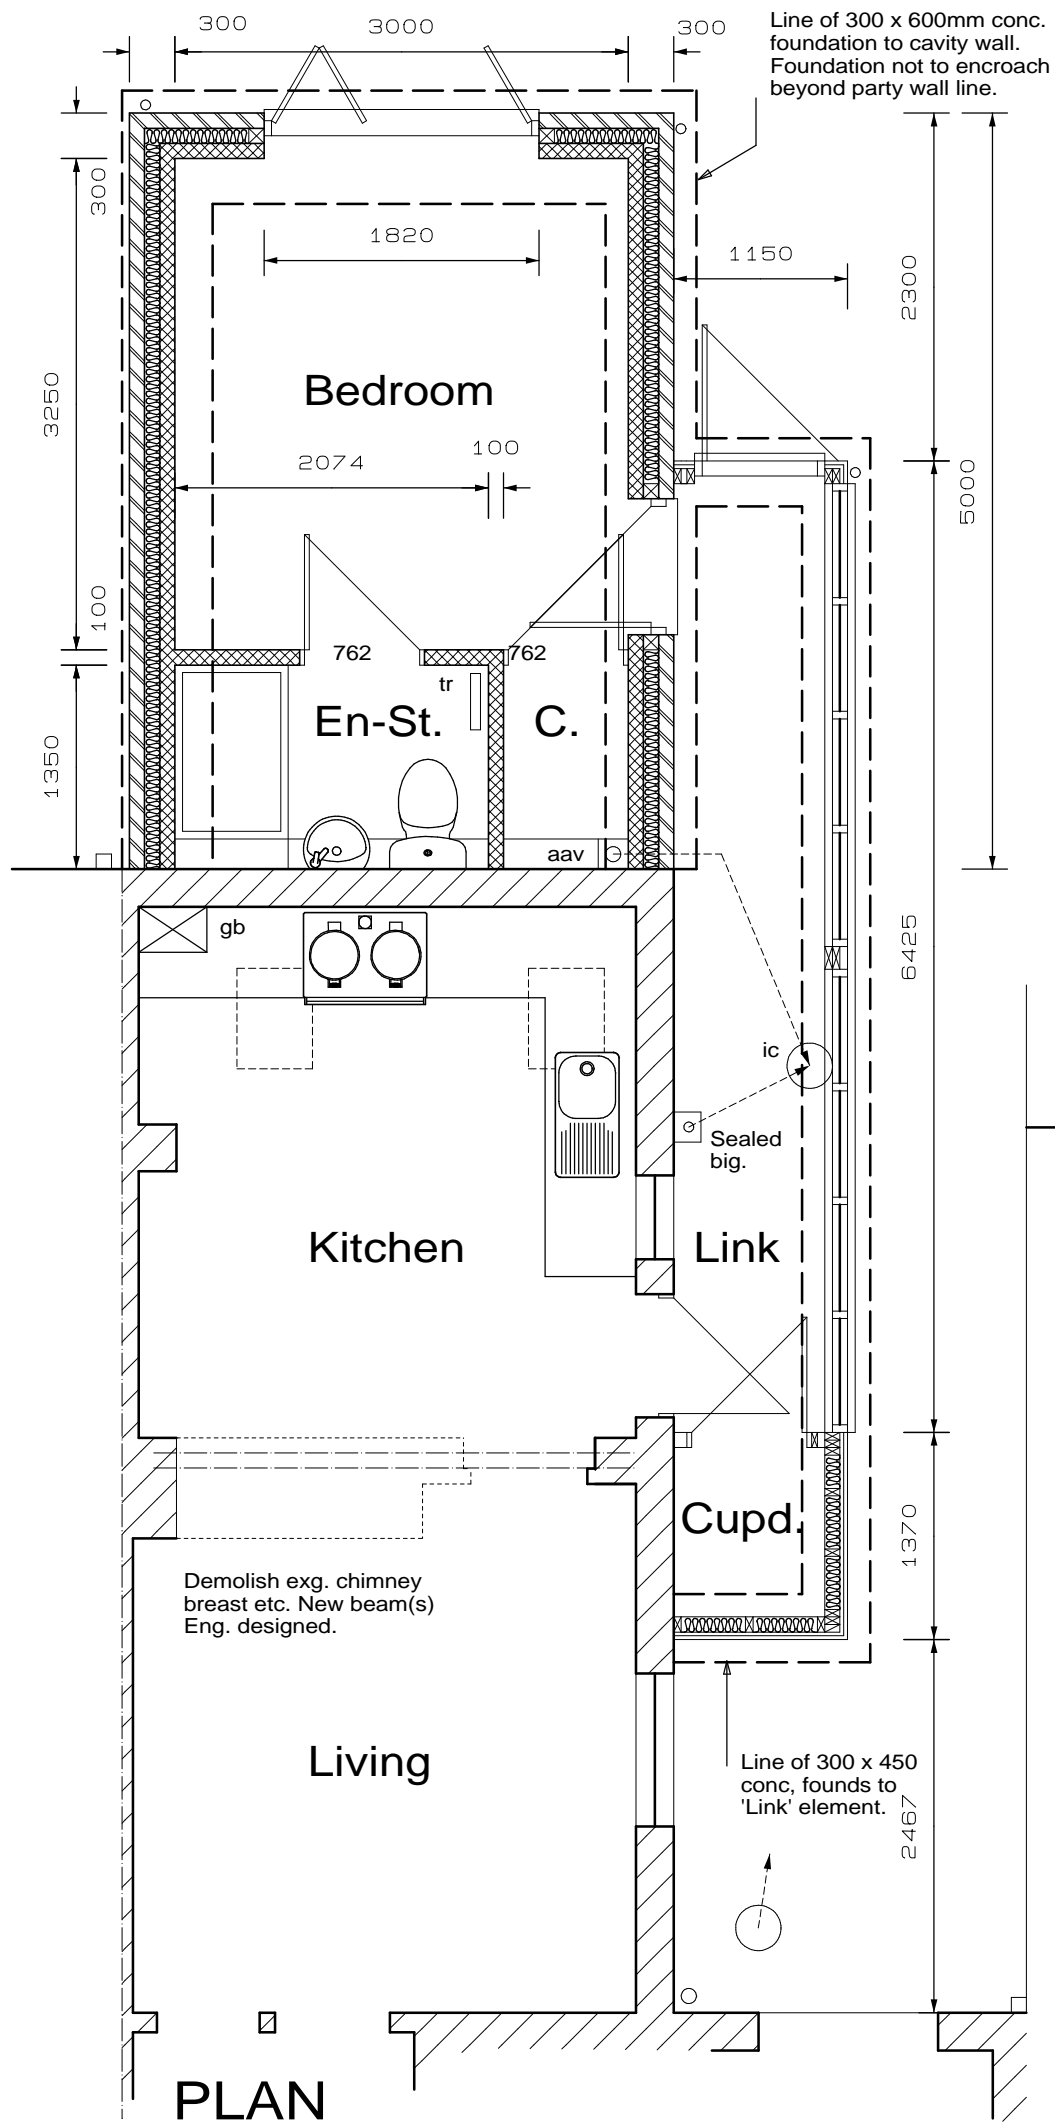 300
3000
300
Line of 300 x 600mm conc.
foundation to cavity wall.
Foundation not to encroach
beyond party wall line.
300
1820
1150
2300
3250
Bedroom
5000
2074
100
100
762
762
tr
En-St.
C.
1350
aav
gb
6425
ic
Sealed
big.
Kitchen
Link
Cupd.
1370
Demolish exg. chimney
breast etc. New beam(s)
Eng. designed.
Living
Line of 300 x 450
conc, founds to
'Link' element.
2467
PLAN